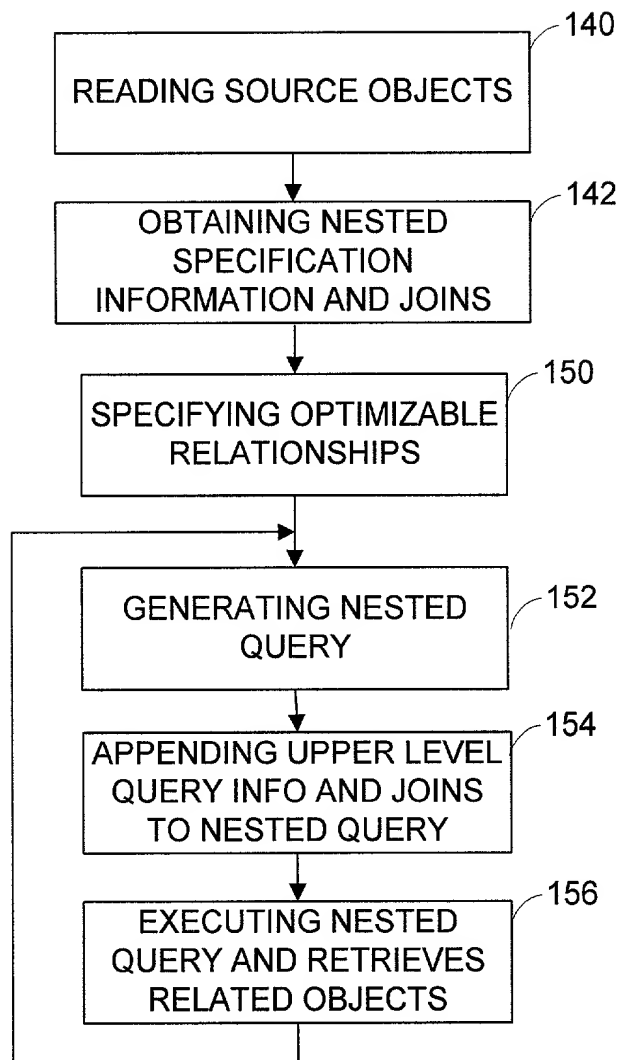 140
READING SOURCE OBJECTS
142
OBTAINING NESTED
SPECIFICATION
INFORMATION AND JOINS
150
SPECIFYING OPTIMIZABLE
RELATIONSHIPS
152
GENERATING NESTED
QUERY
154
APPENDING UPPER LEVEL
QUERY INFO AND JOINS
TO NESTED QUERY
156
EXECUTING NESTED
QUERY AND RETRIEVES
RELATED OBJECTS